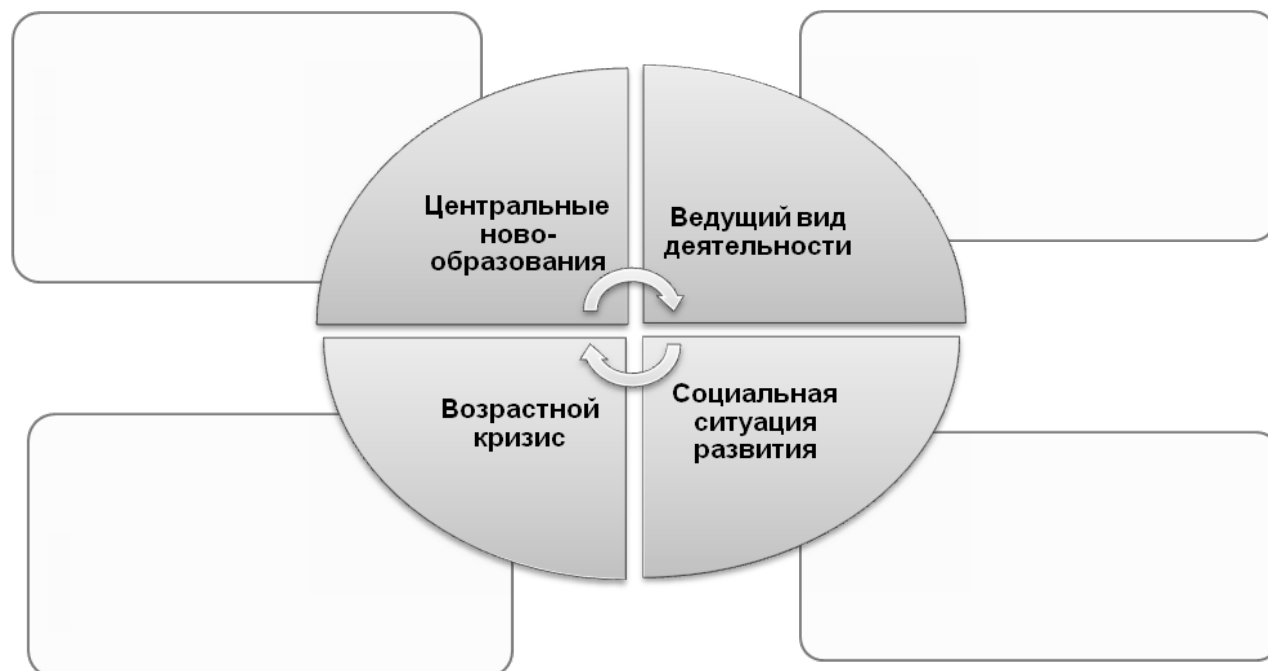 Центральные
ново-
образования
Ведущий вид
деятельности
Возрастной
кризис
Социальная
ситуация
развития